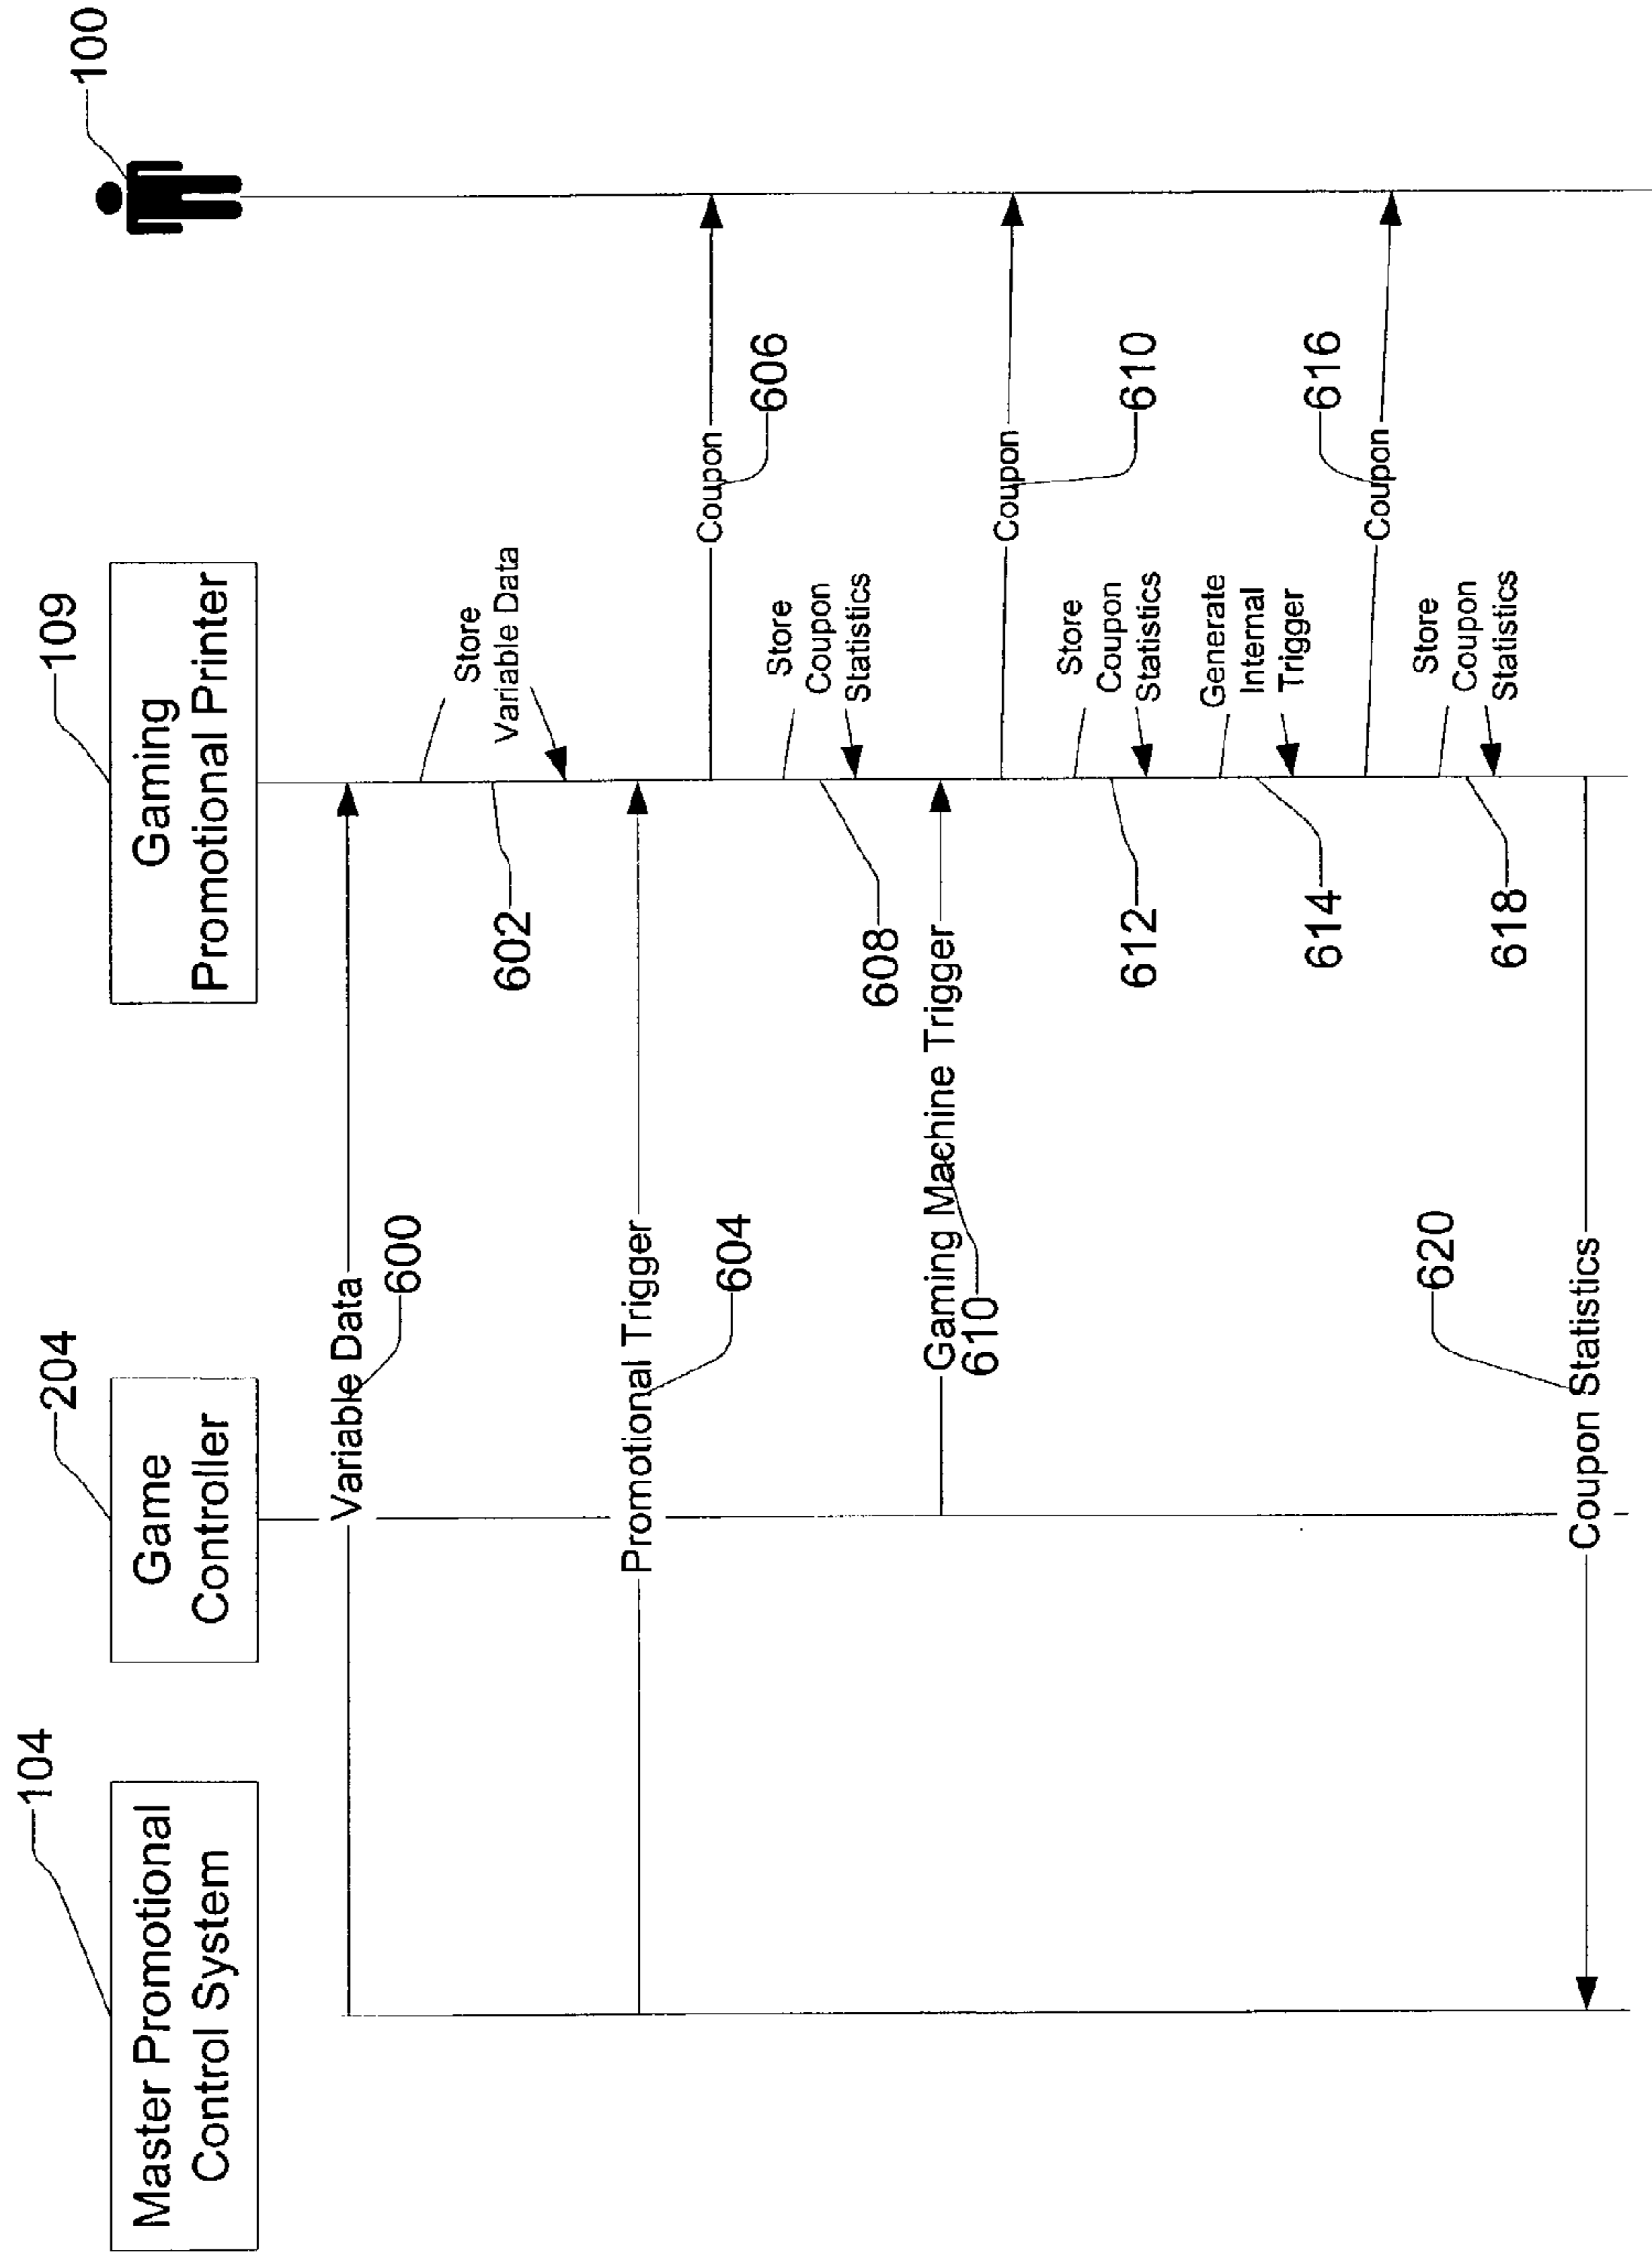 Master Promotional
Control System
104
Game
Controller
204
Gaming
Promotional Printer
109
100
Variable Data
600
Store
Variable Data
602
Promotional Trigger
604
Coupon
606
Store
Coupon
Statistics
608
Gaming Machine Trigger
610
Coupon
610
Store
Coupon
Statistics
612
Generate
Internal
Trigger
614
Coupon
616
Store
Coupon
Statistics
618
Coupon Statistics
620